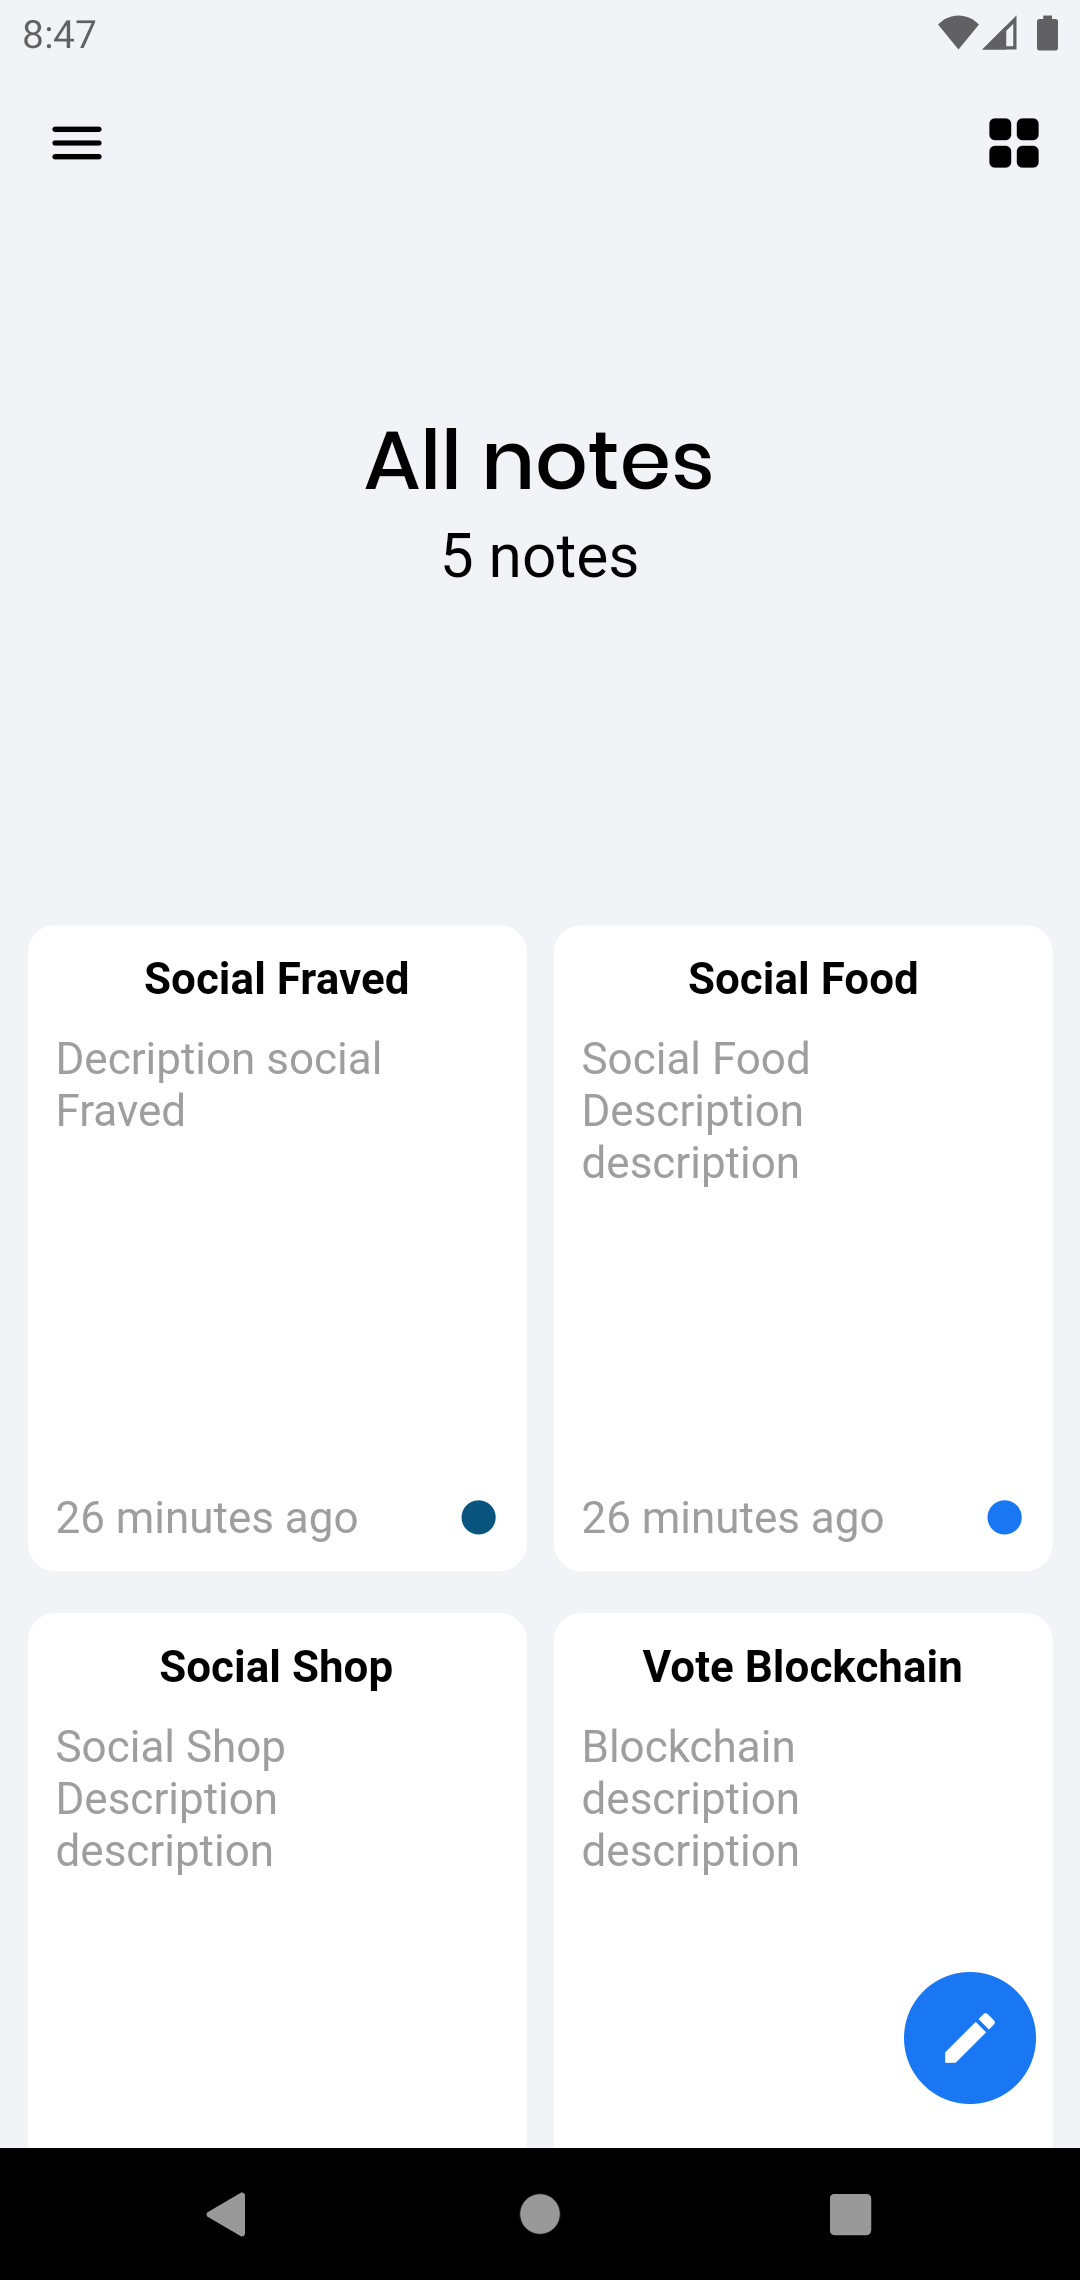 8:47
All notes
5 notes
Social Fraved
Decription social
Fraved
26 minutes ago
Social Food
Social Food
Description
description
26 minutes ago
Social Shop
Social Shop
Description
description
Vote Blockchain
Blockchain
description
description